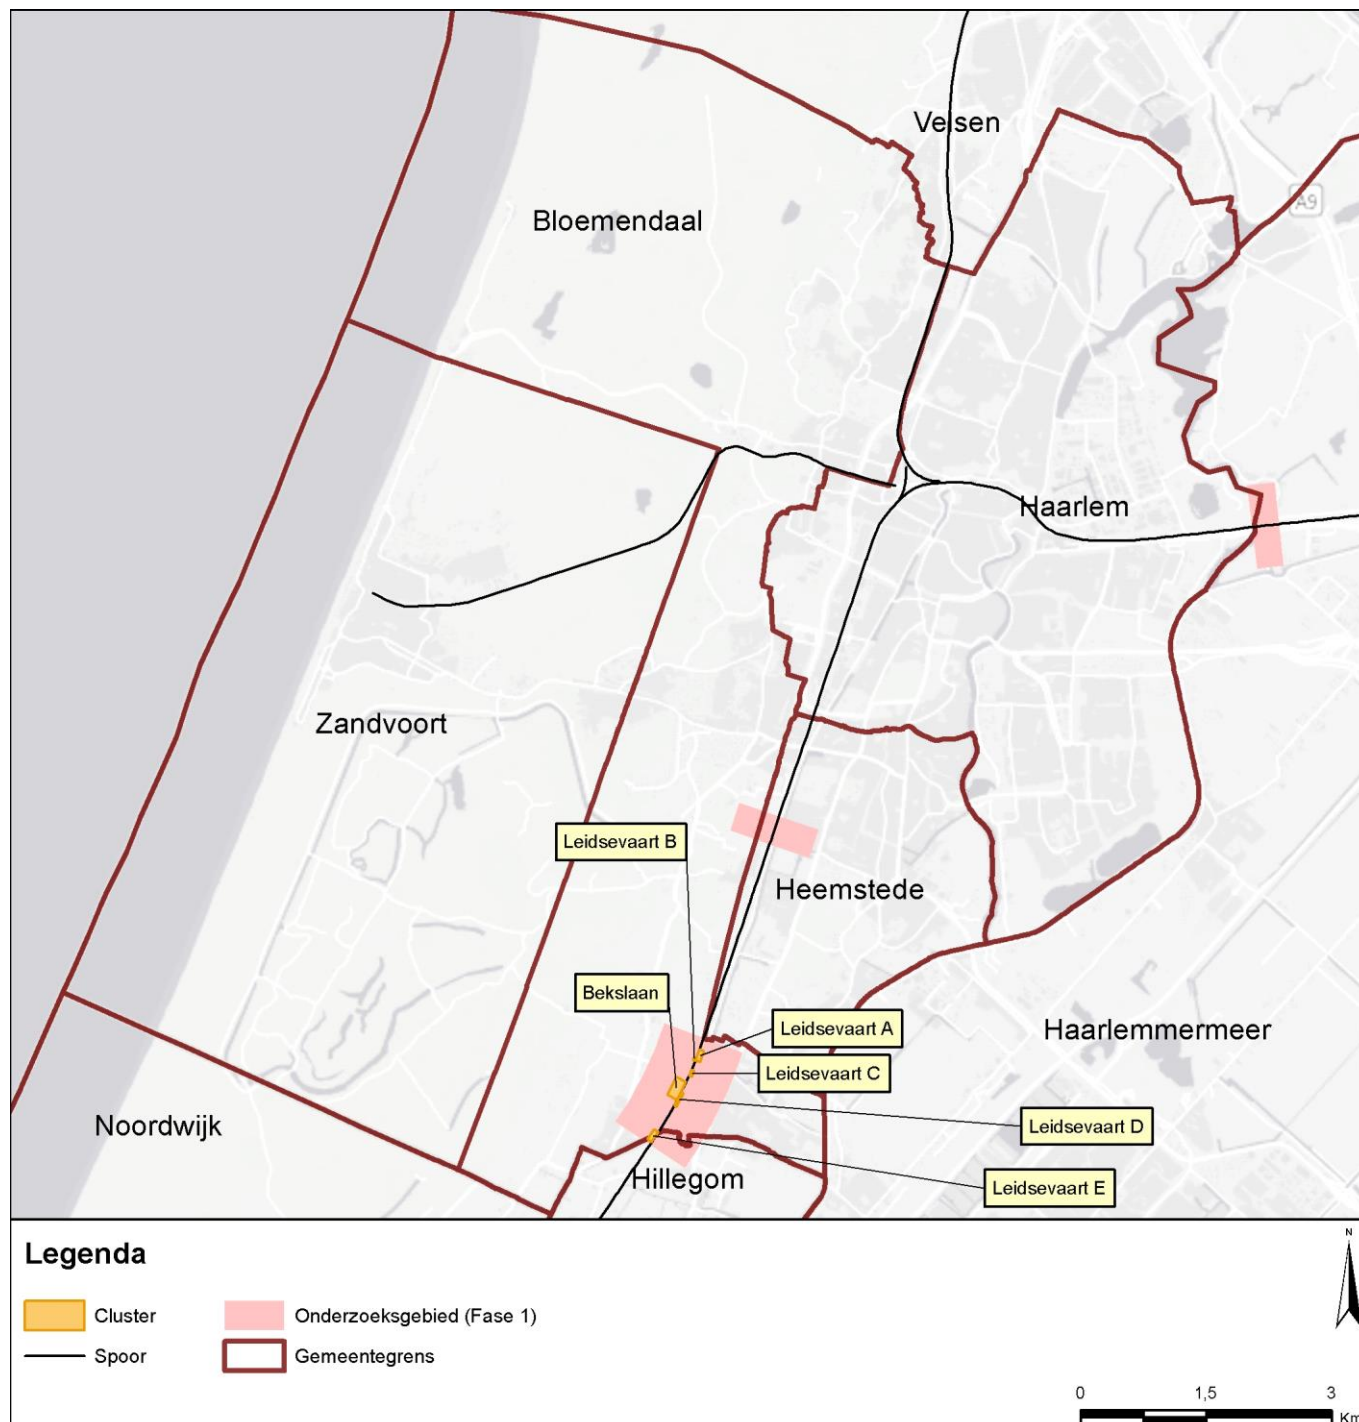 Velsen
A9
Bloemendaal
Haarlem
Zandvoort
Leidsevaart B
Heemstede
Bekslaan
Leidsevaart A
Haarlemmermeer
Leidsevaart C
Noordwijk
Leidsevaart D
Hillegom
Leidsevaart E
Legenda
N
Cluster
Onderzoeksgebied (Fase 1)
Spoor
Gemeentegrens
0 1,5 3
Km